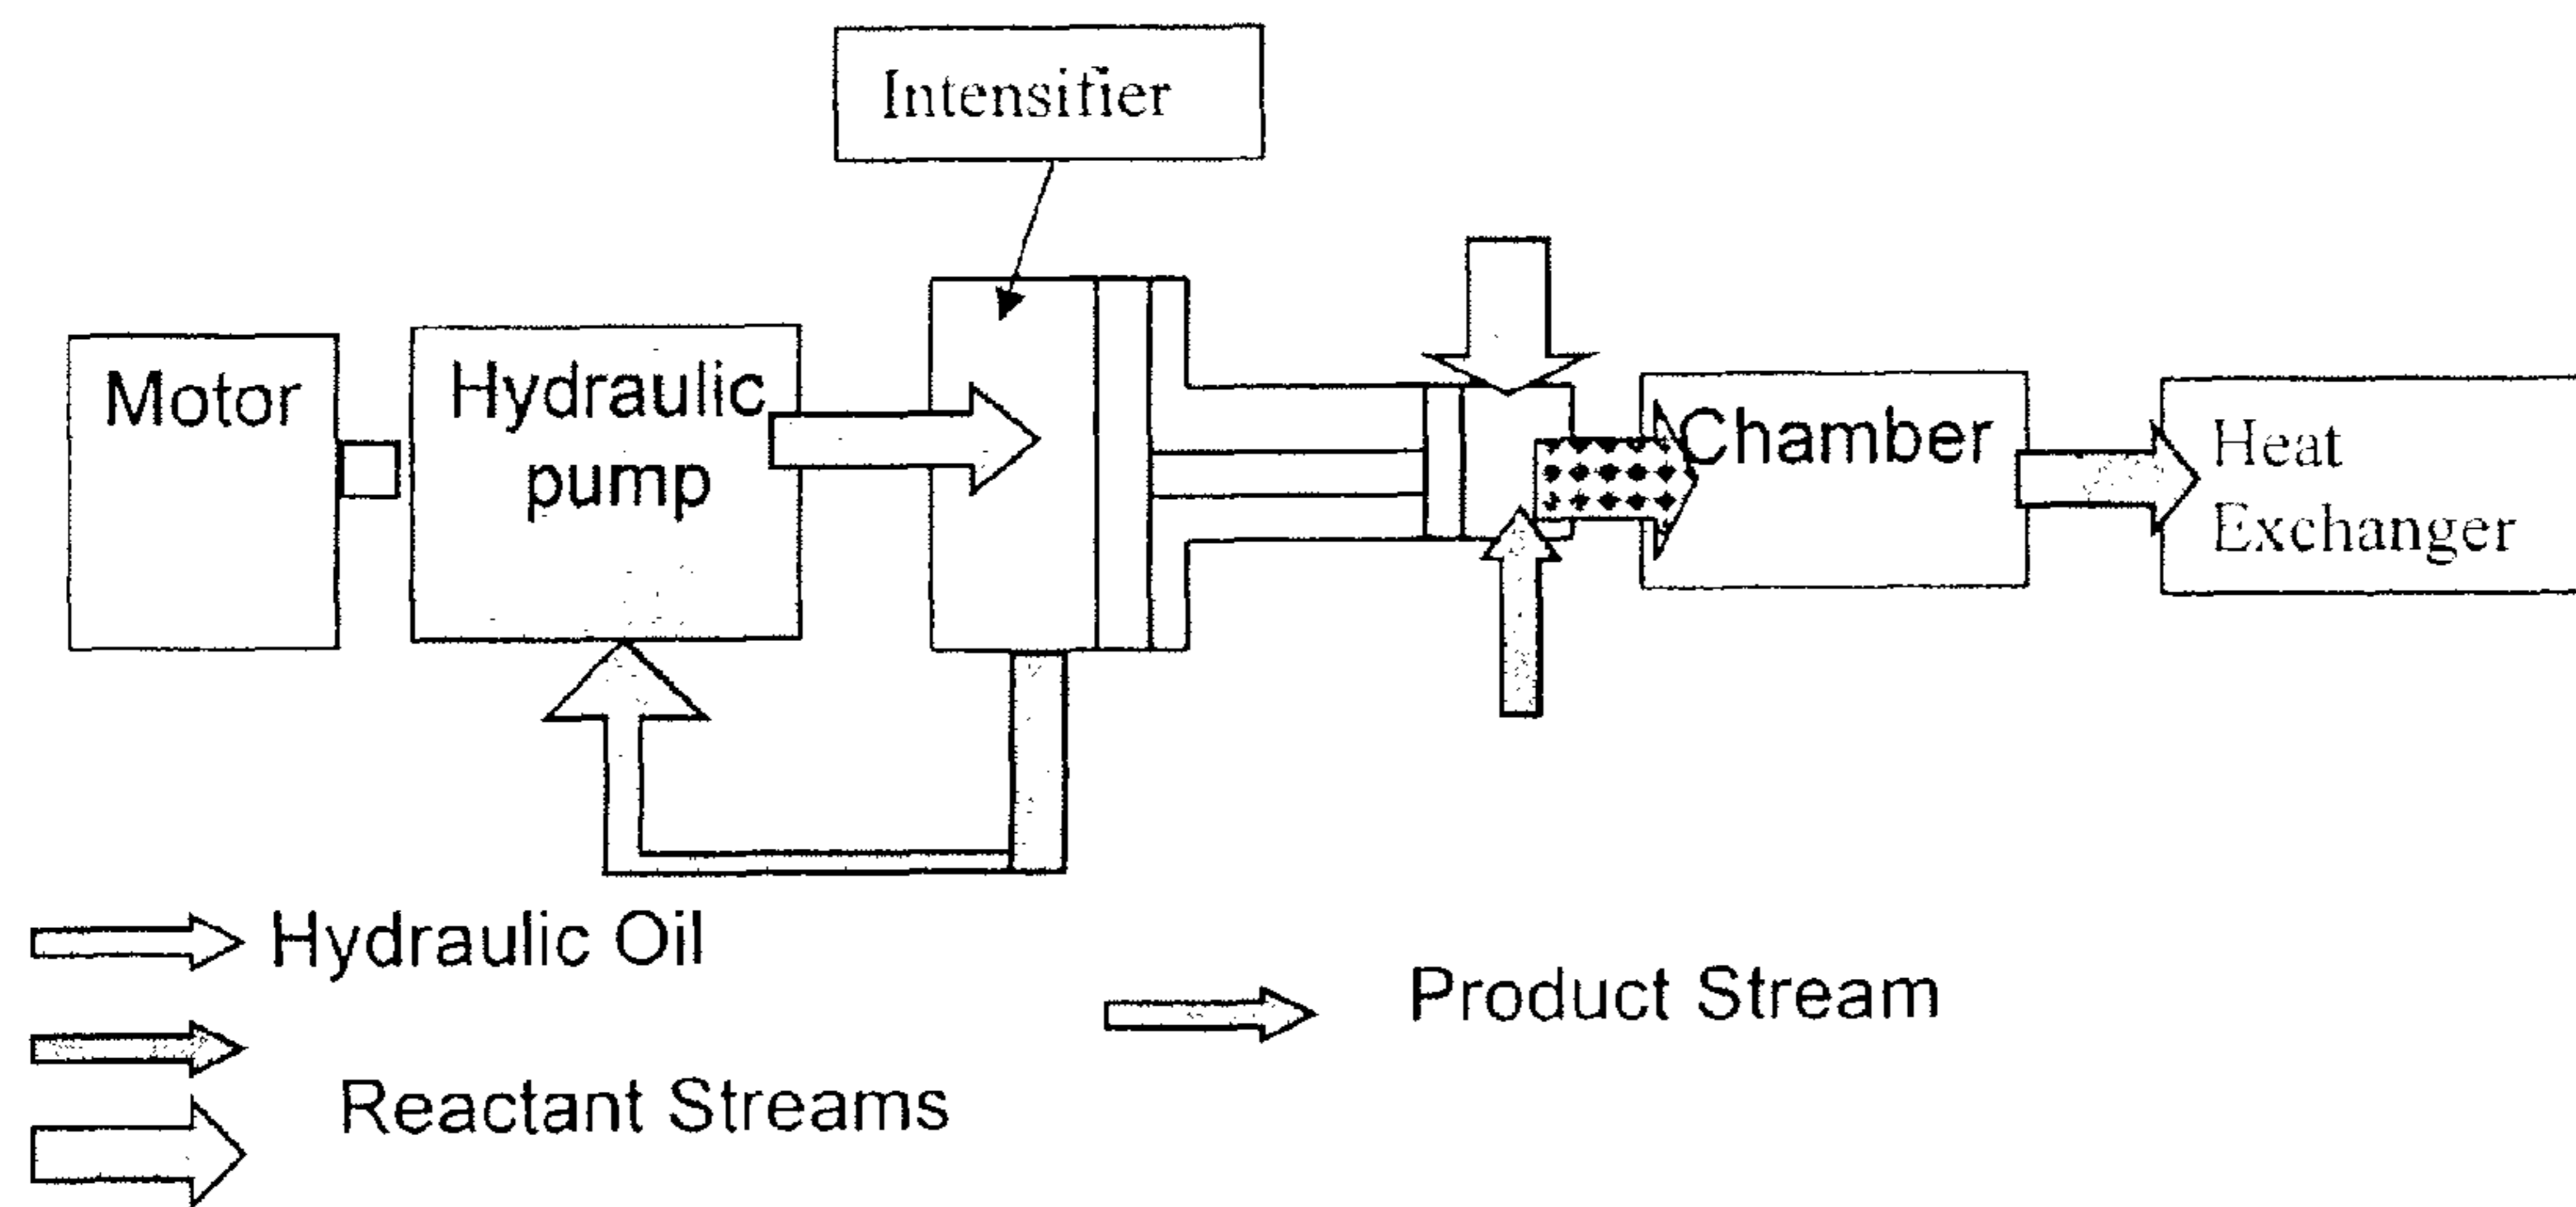 Intensifier
Motor
Hydraulic
pump
Chamber
Heat
Exchanger
Hydraulic Oil
Product Stream
Reactant Streams